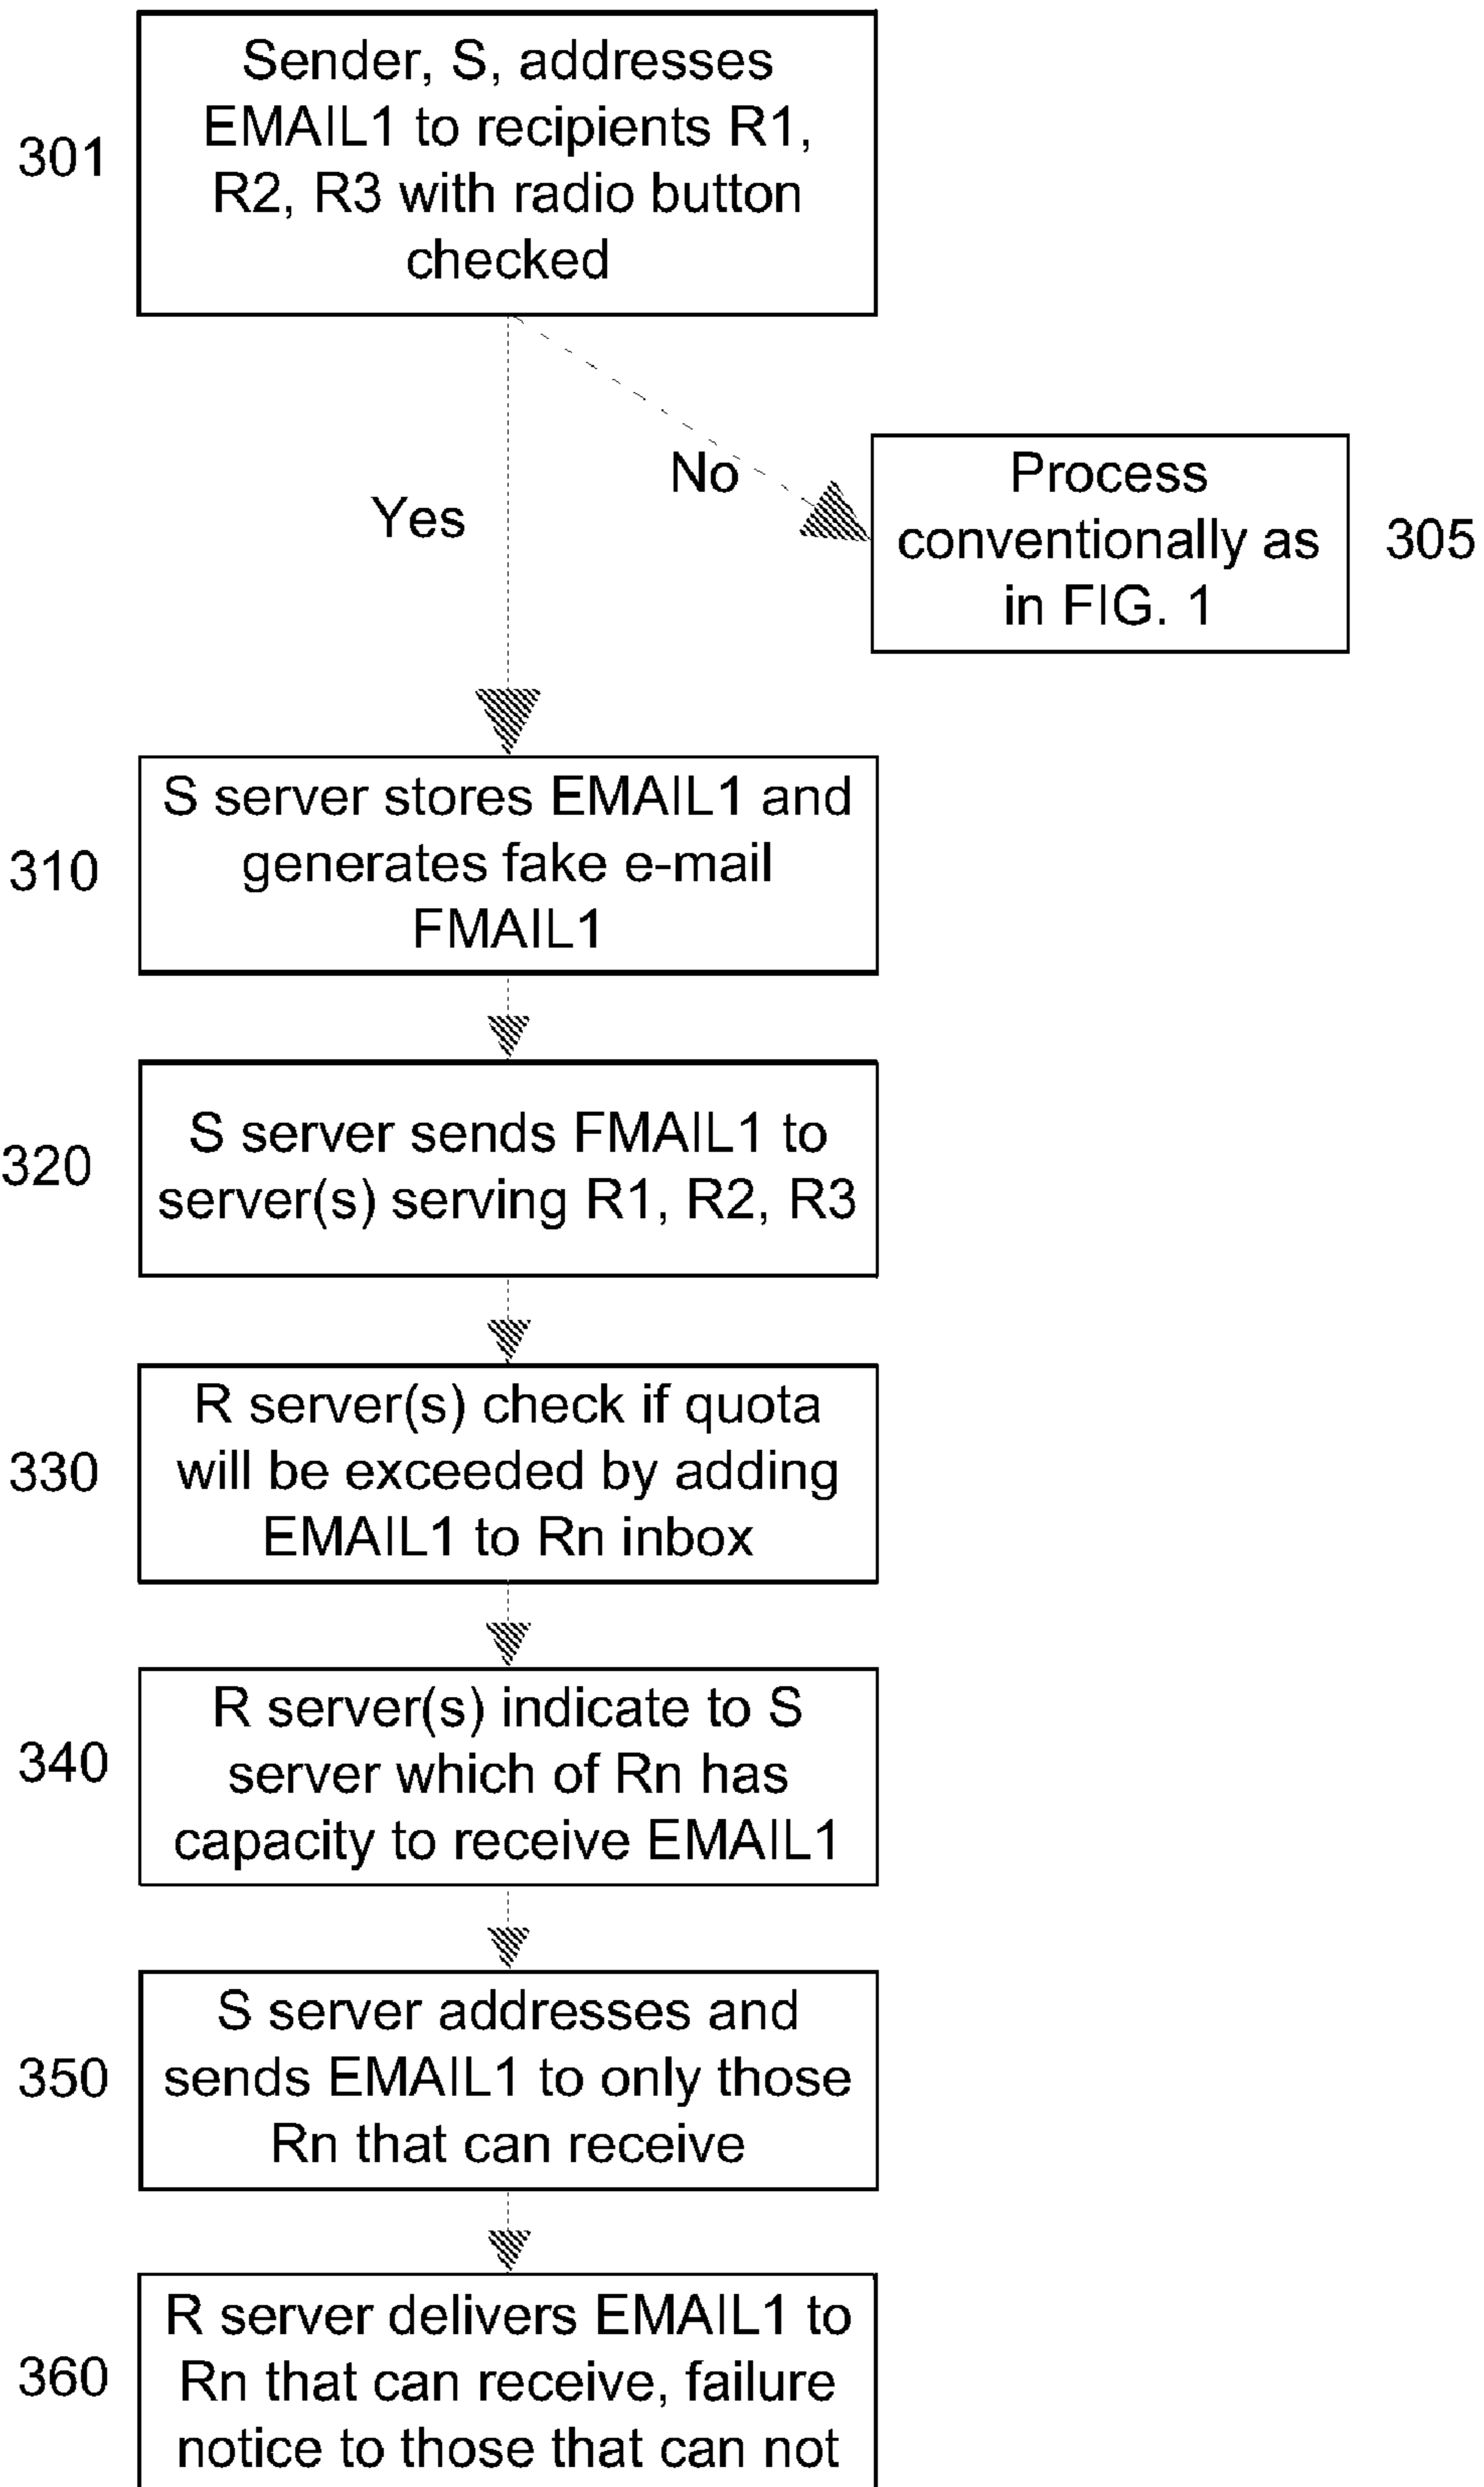 Sender, S, addresses
EMAIL1 to recipients R1,
R2, R3 with radio button
checked
301
No
Yes
Process
conventionally as
in FIG. 1
305
S server stores EMAIL1 and
generates fake e-mail
FMAIL1
310
S server sends FMAIL1 to
server(s) serving R1, R2, R3
320
R server(s) check if quota
will be exceeded by adding
EMAIL1 to Rn inbox
330
R server(s) indicate to S
server which of Rn has
capacity to receive EMAIL1
340
S server addresses and
sends EMAIL1 to only those
Rn that can receive
350
R server delivers EMAIL1 to
Rn that can receive, failure
notice to those that can not
360